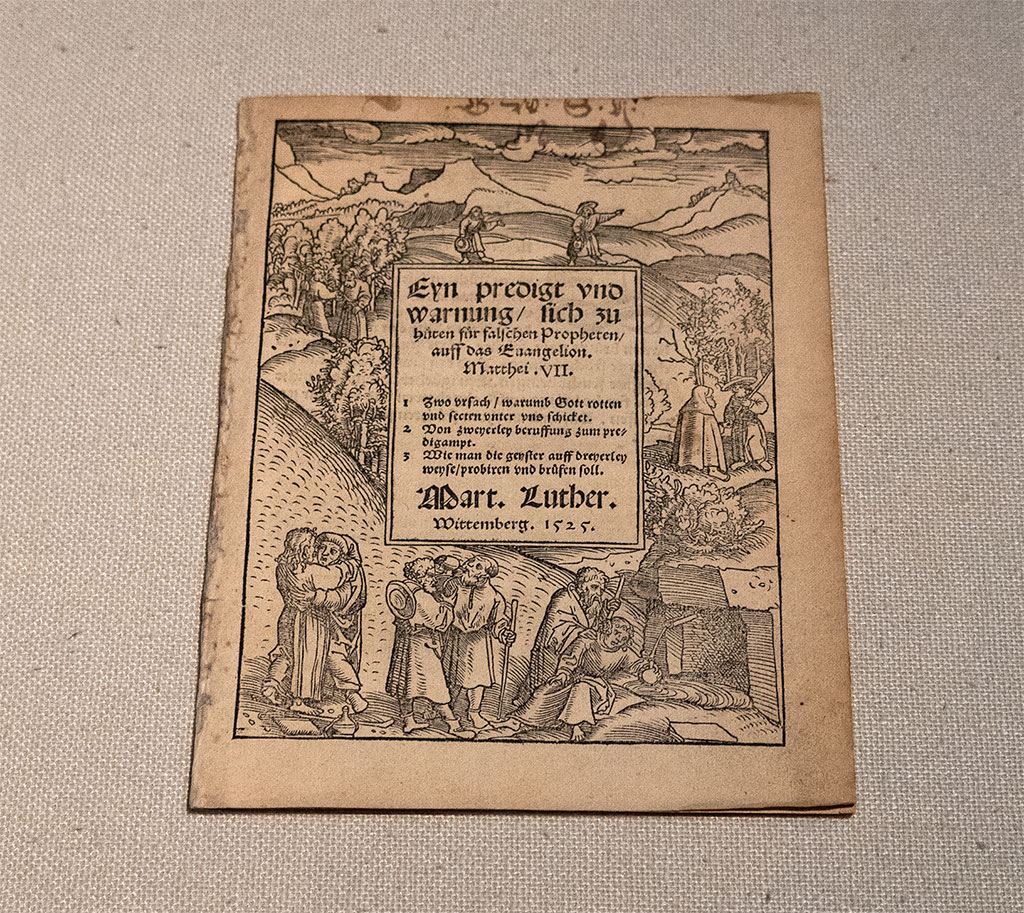 Eyn predigt vnd
warnung/ sich zu
hüten für falschen Propheten/
auff das Euangelion.
Matthei .VII.
1 Zwo vrsach / warumb Gott rotten
vnd secten vnter vns schicket.
2 Von zweyerley beruffung zum pre-
digampt.
3 Wie man die geyster auff dreyerley
weyse/probiren vnd brüfen soll.
Mart. Luther.
Wittemberg. 1525.